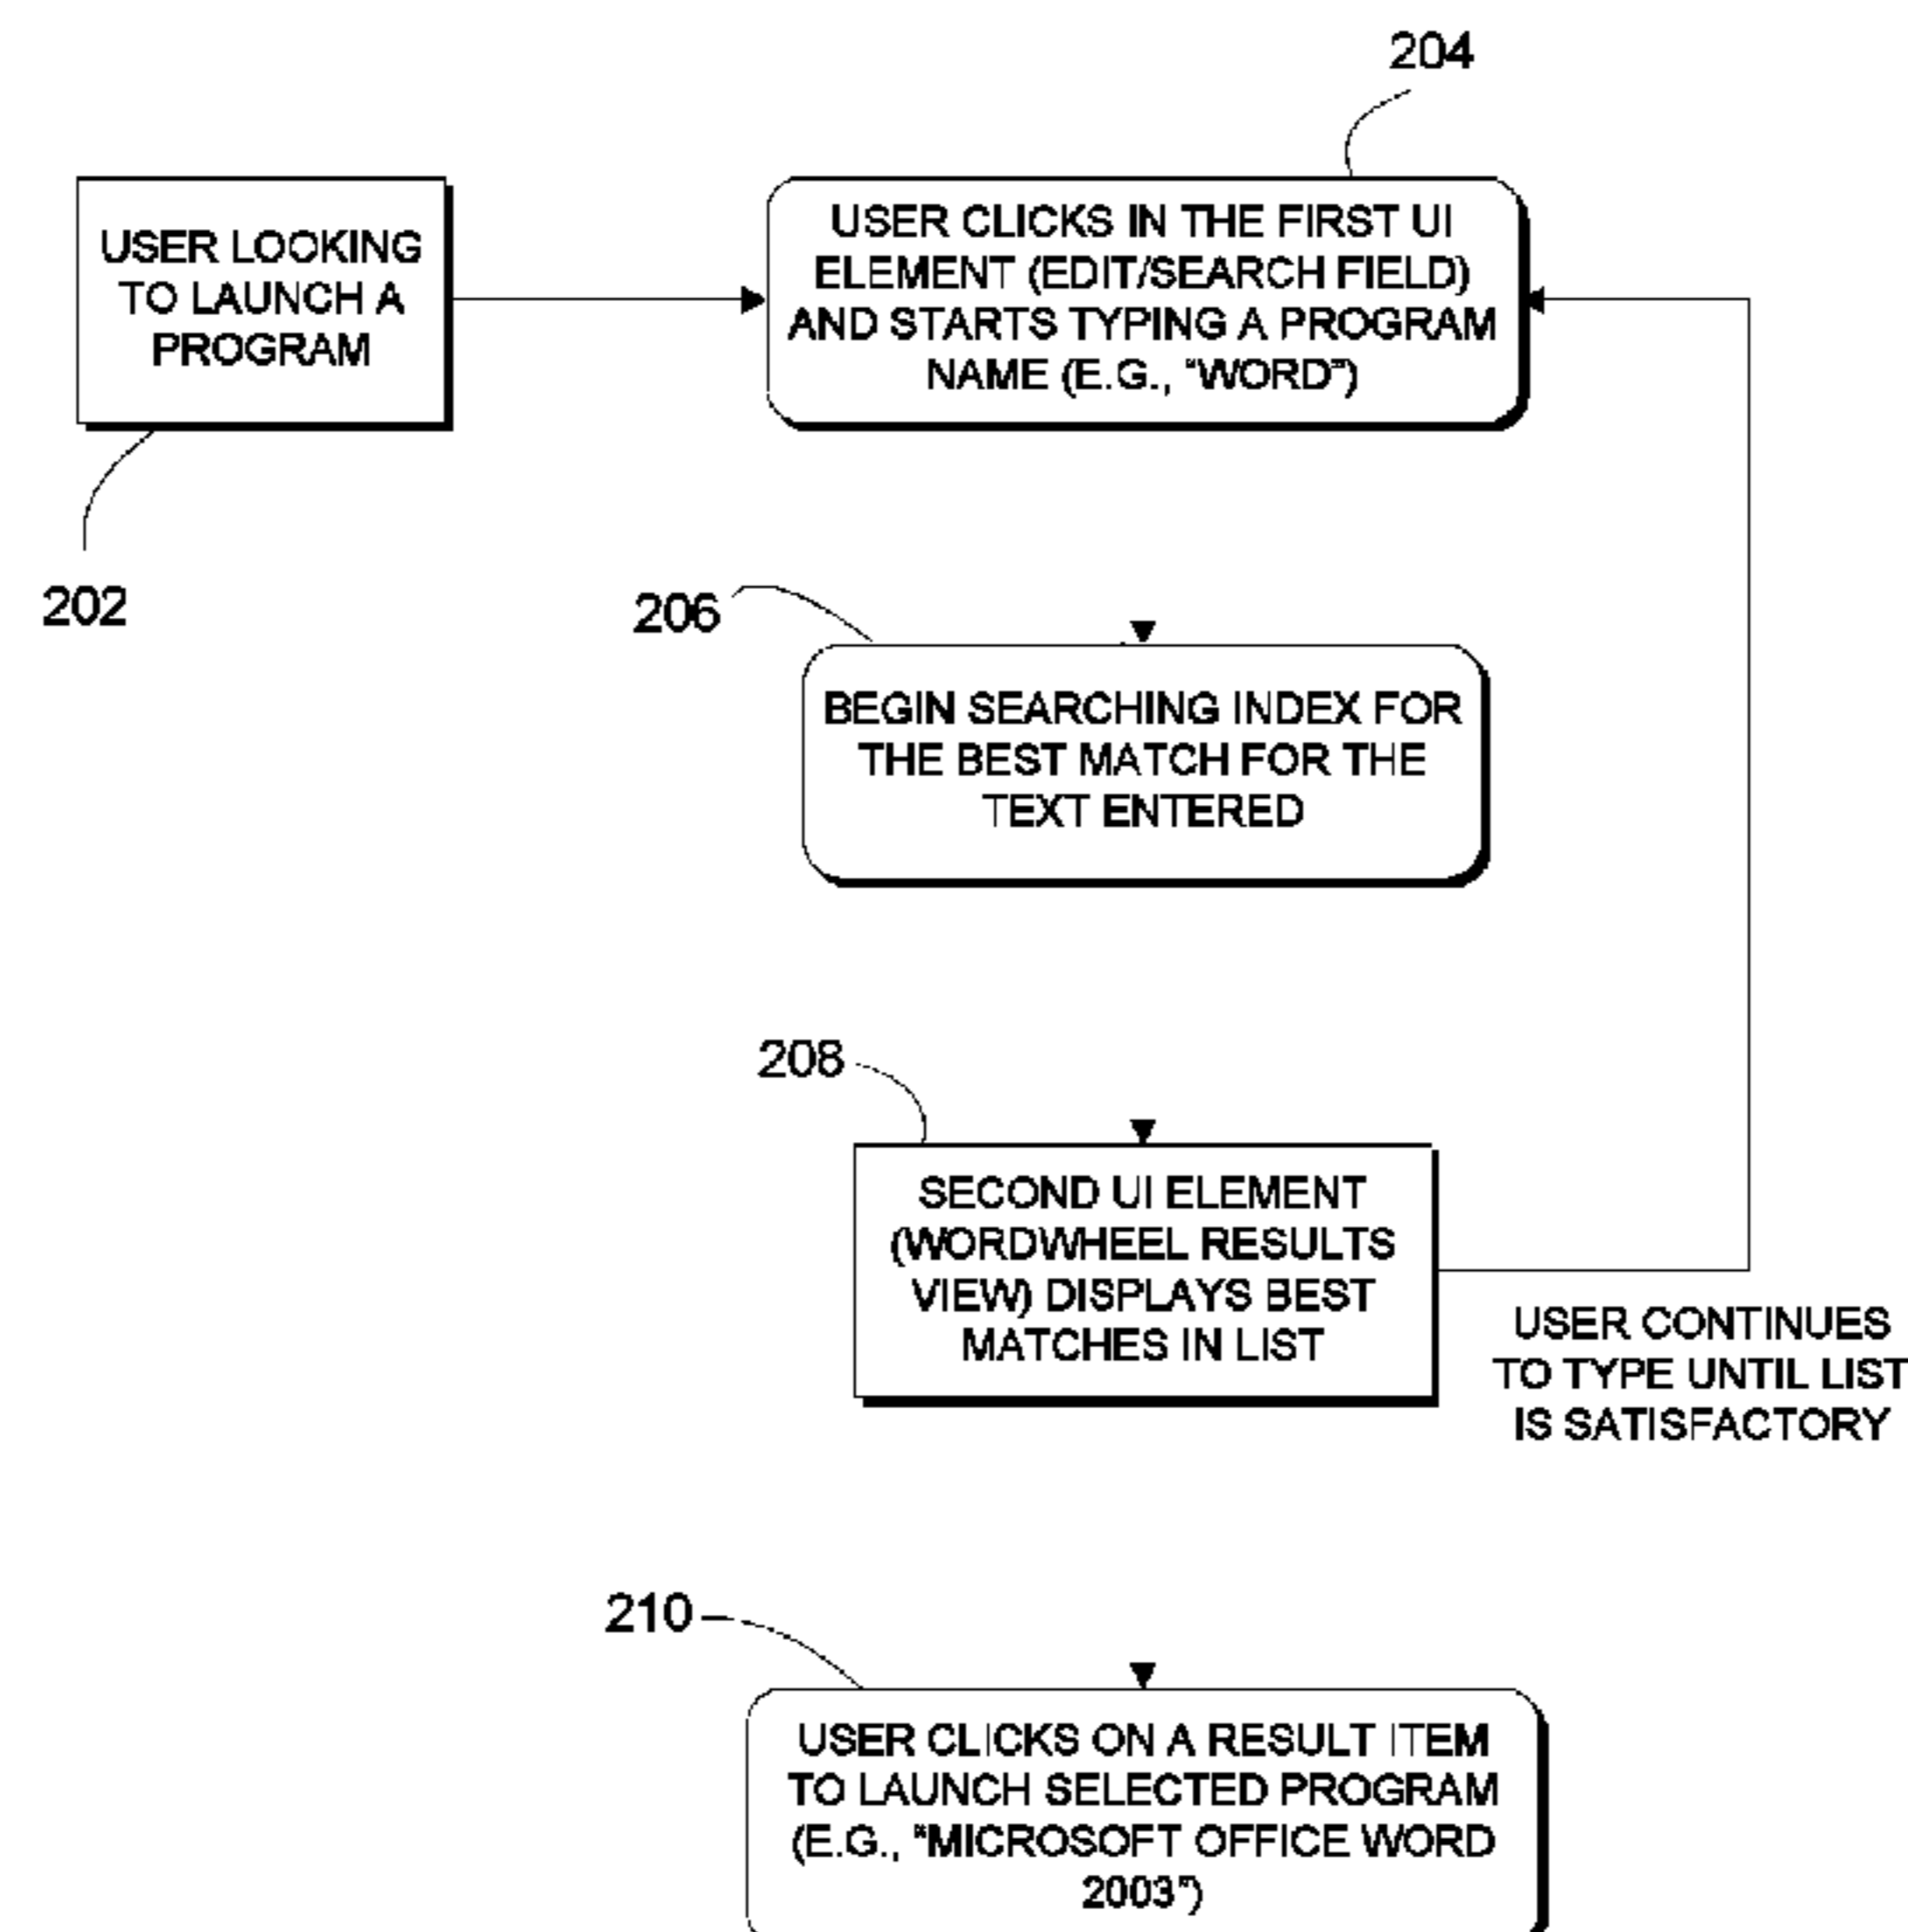 204
USER LOOKING
TO LAUNCH A
PROGRAM
202
USER CLICKS IN THE FIRST UI
ELEMENT (EDIT/SEARCH FIELD)
AND STARTS TYPING A PROGRAM
NAME (E.G., "WORD")
206
BEGIN SEARCHING INDEX FOR
THE BEST MATCH FOR THE
TEXT ENTERED
208
SECOND UI ELEMENT
(WORDWHEEL RESULTS
VIEW) DISPLAYS BEST
MATCHES IN LIST
USER CONTINUES
TO TYPE UNTIL LIST
IS SATISFACTORY
210
USER CLICKS ON A RESULT ITEM
TO LAUNCH SELECTED PROGRAM
(E.G., "MICROSOFT OFFICE WORD
2003")